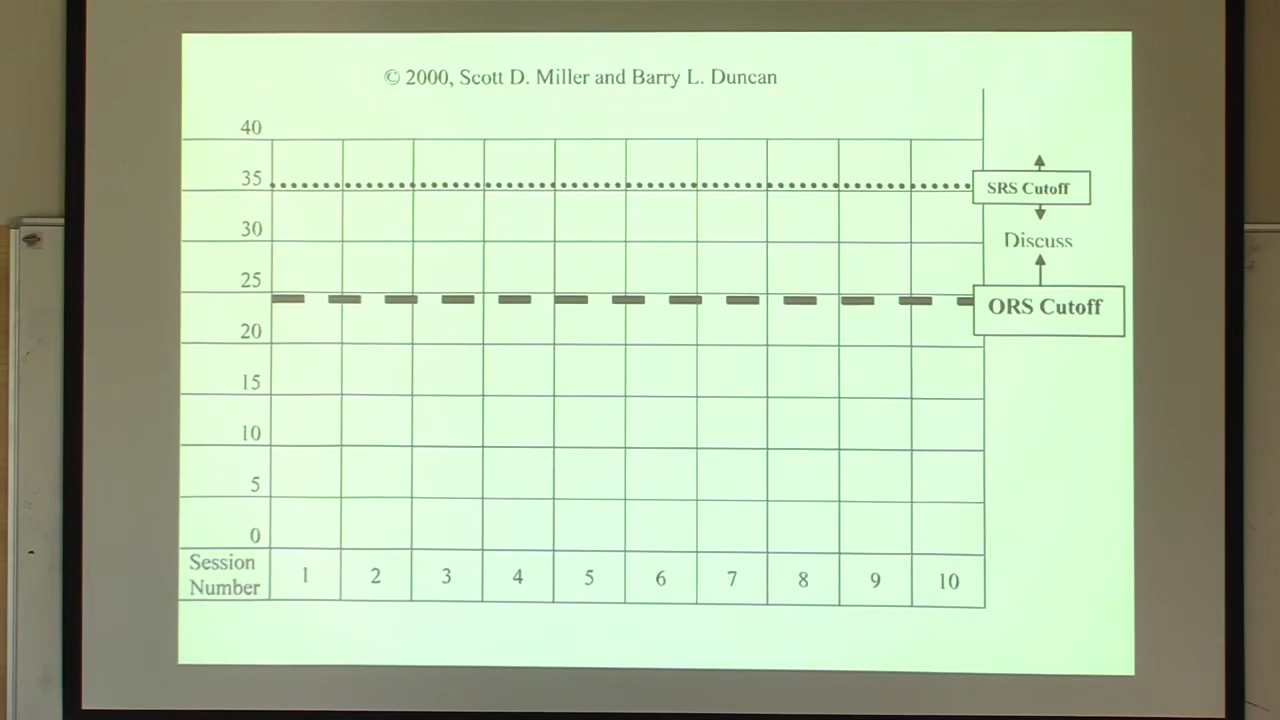 © 2000, Scott D. Miller and Barry L. Duncan
40
35
SRS Cutoff
30
Discuss
25
ORS Cutoff
20
15
10
5
0
Session
Number
1 2 3 4 5 6 7 8 9 10